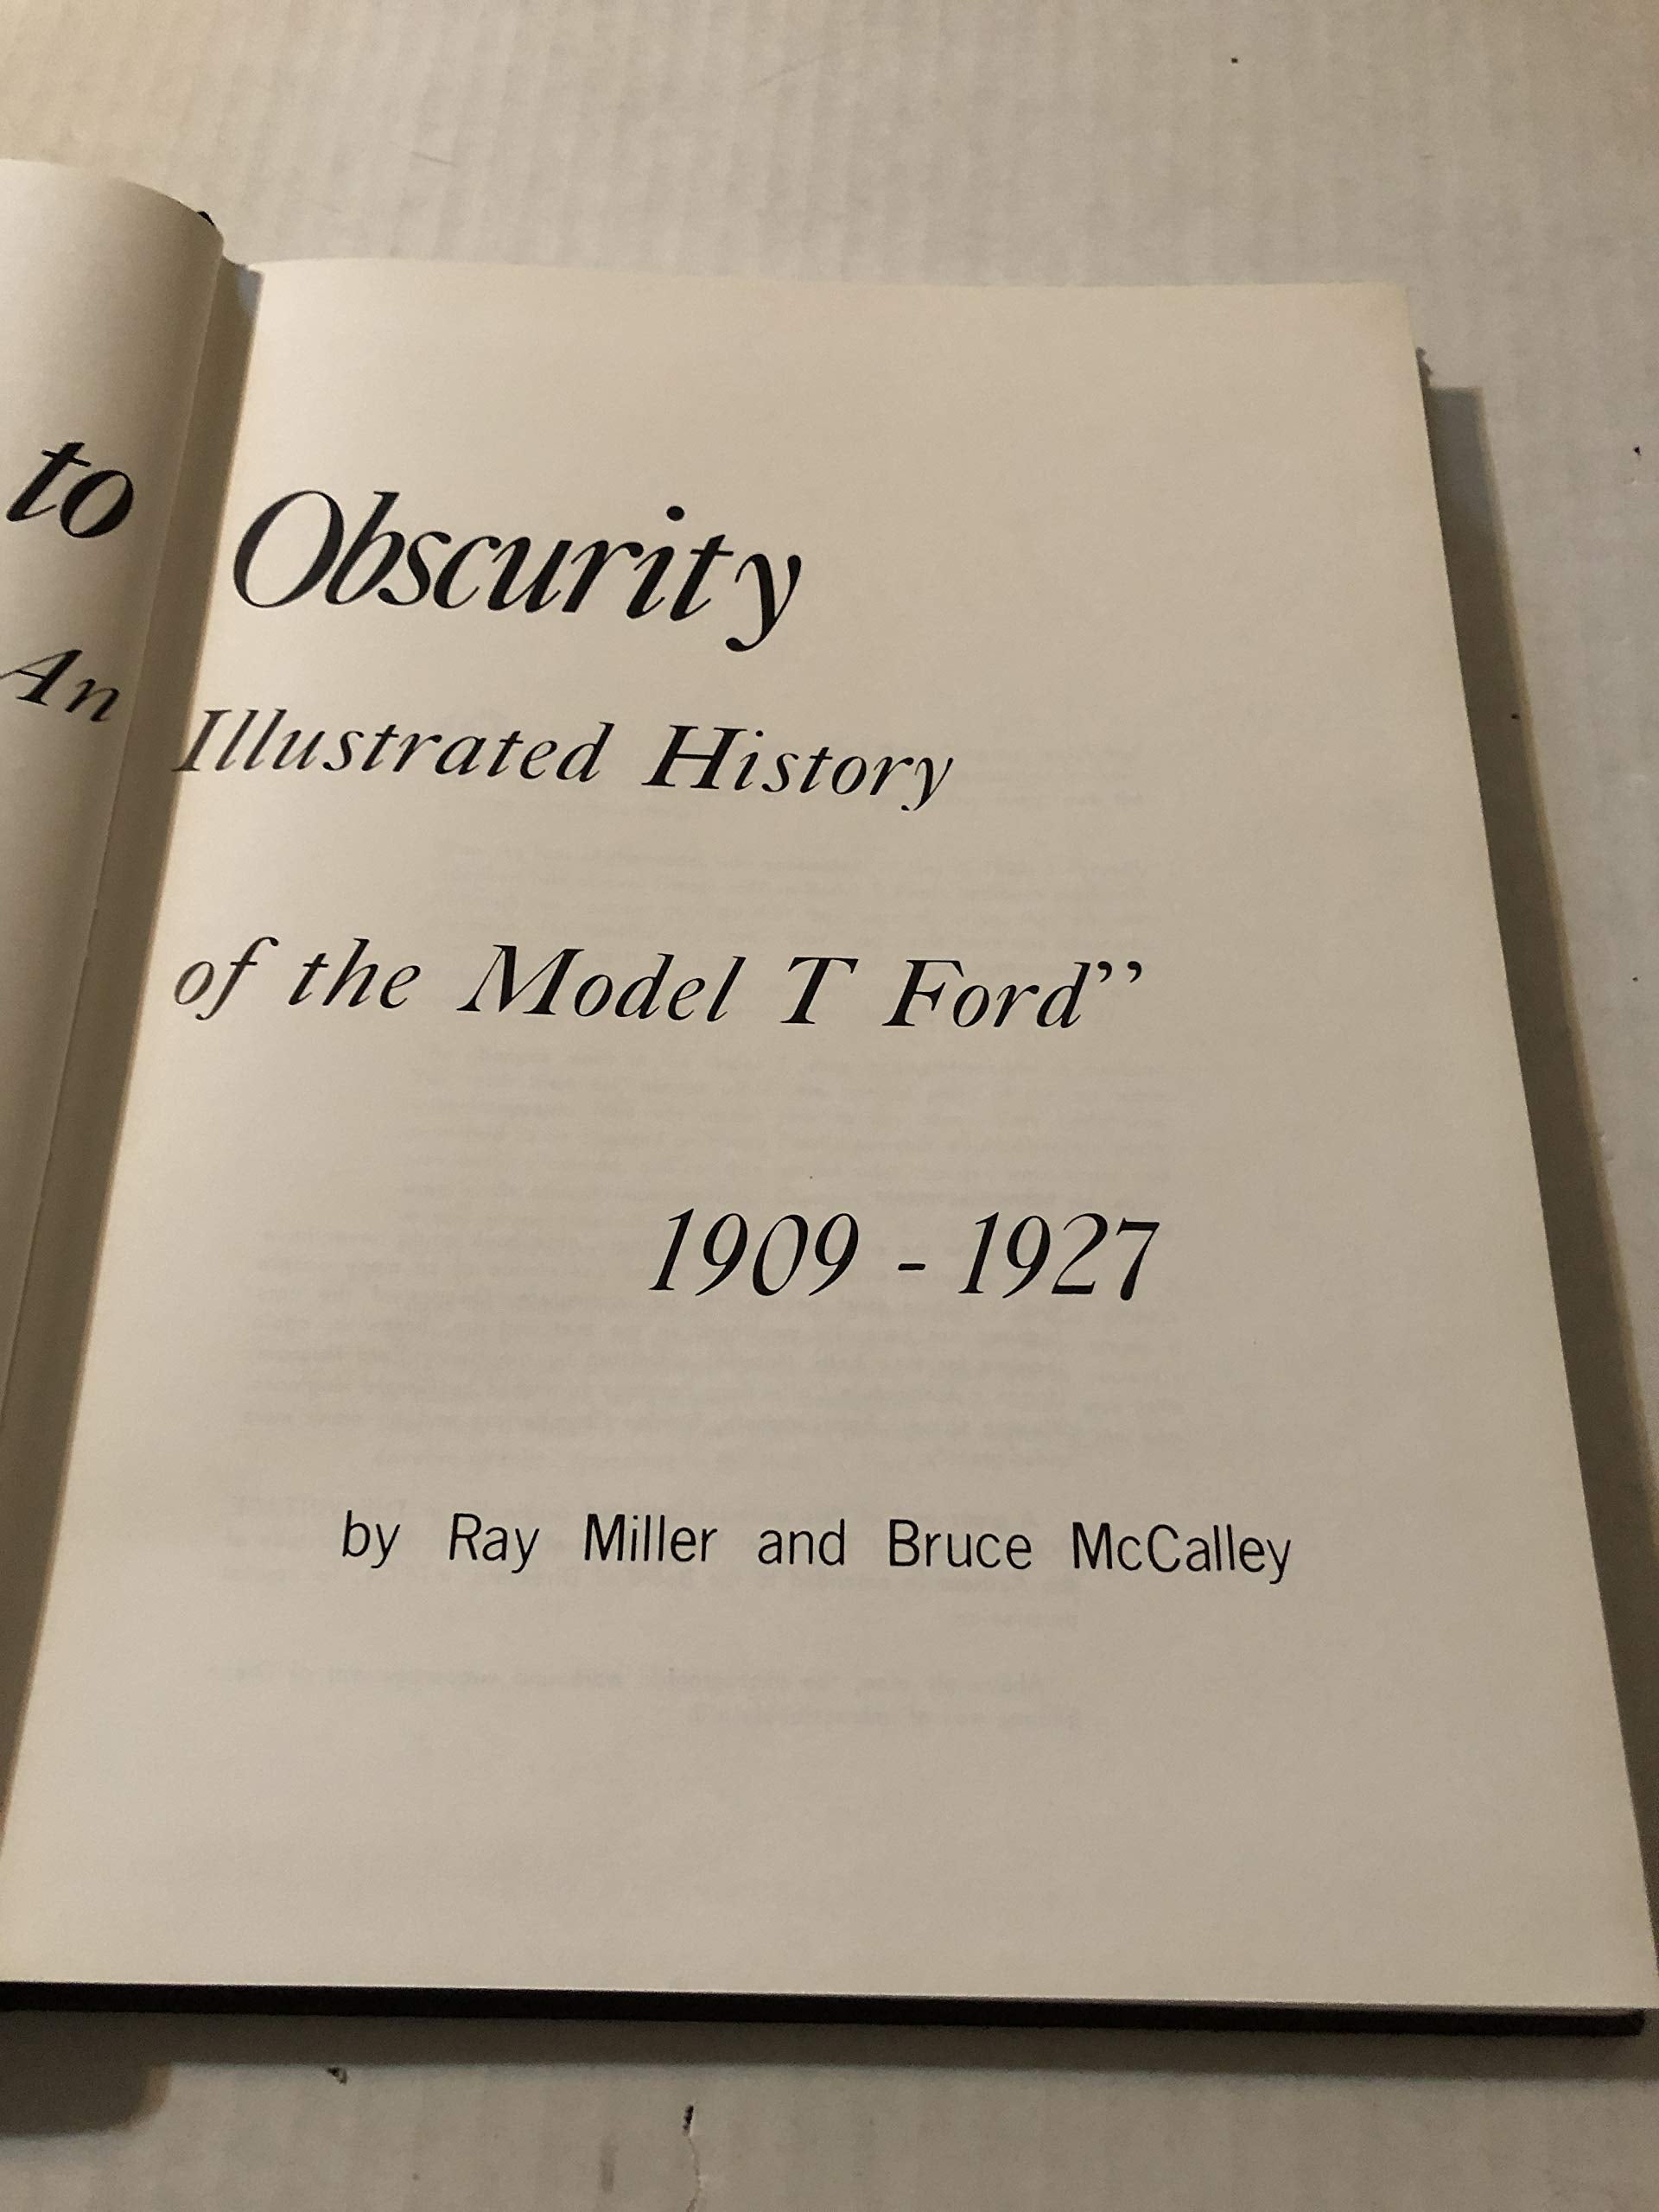 to Obscurity
An Illustrated History
of the Model T Ford”
1909 - 1927
by Ray Miller and Bruce McCalley